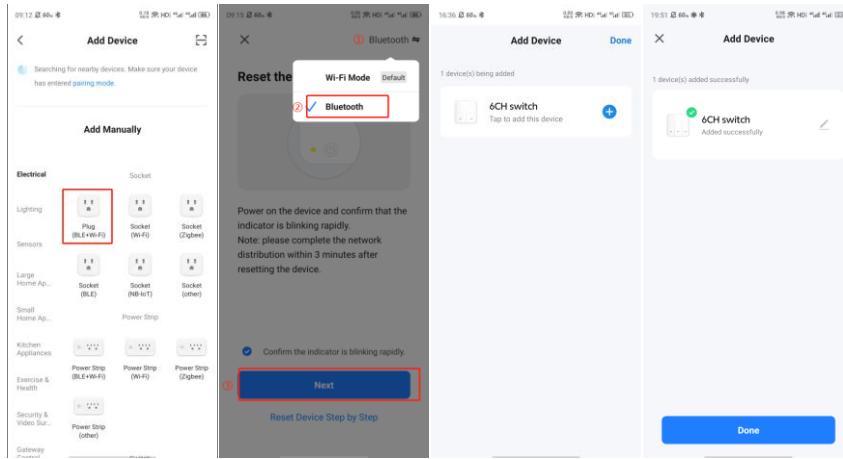 09:12
Add Device
Searching for nearby devices. Make sure your device
has entered pairing mode.
Add Manually
Electrical
Socket
Lighting
Plug
(BLE+Wi-Fi)
Socket
(Wi-Fi)
Socket
(Zigbee)
Sensors
Large
Home Ap...
Socket
(BLE)
Socket
(NB-IoT)
Socket
(other)
Small
Home Ap...
Power Strip
Kitchen
Appliances
Power Strip
(BLE+Wi-Fi)
Power Strip
(Wi-Fi)
Power Strip
(Zigbee)
Exercise &
Health
Security &
Video Sur...
Power Strip
(other)
Gateway
Control
09:15
① Bluetooth
Reset the
Wi-Fi Mode Default
② Bluetooth
Power on the device and confirm that the
indicator is blinking rapidly.
Note: please complete the network
distribution within 3 minutes after
resetting the device.
Confirm the indicator is blinking rapidly.
③ Next
Reset Device Step by Step
16:36
Add Device Done
1 device(s) being added
6CH switch
Tap to add this device
19:51
Add Device
1 device(s) added successfully
6CH switch
Added successfully
Done